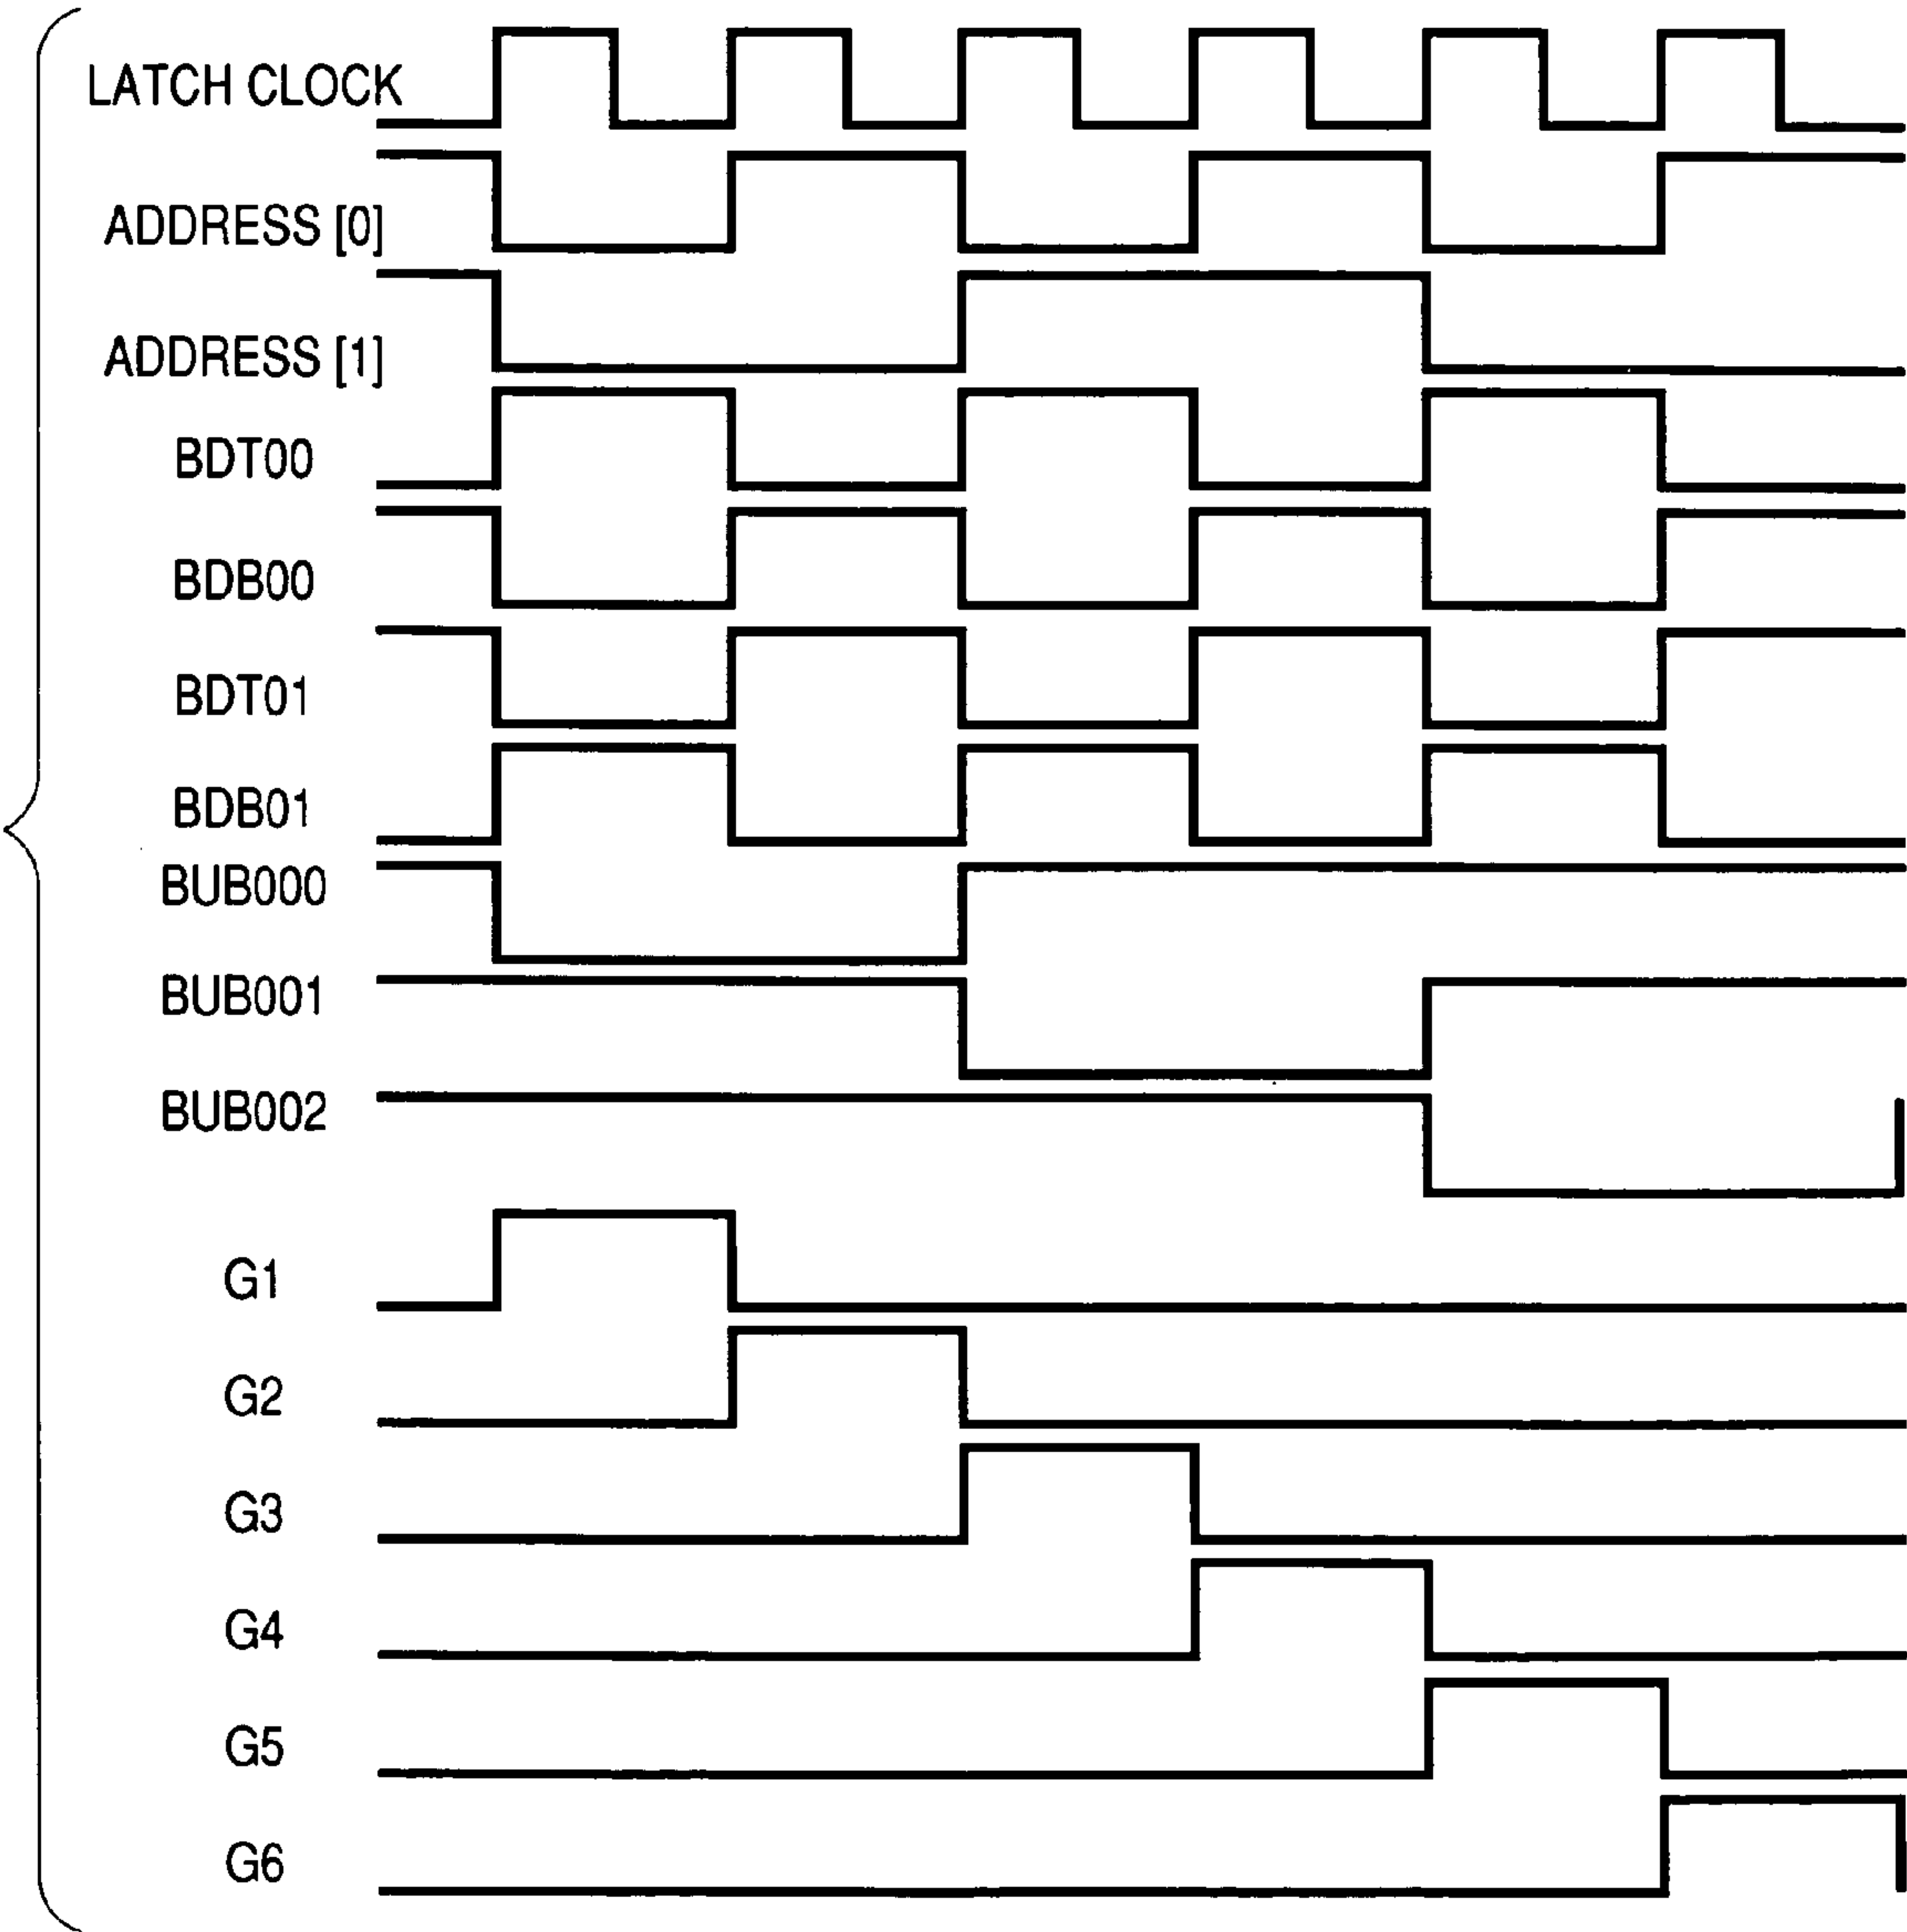 LATCH CLOCK
ADDRESS [0]
ADDRESS [1]
BDT00
BDB00
BDT01
BDB01
BUB000
BUB001
BUB002
G1
G2
G3
G4
G5
G6